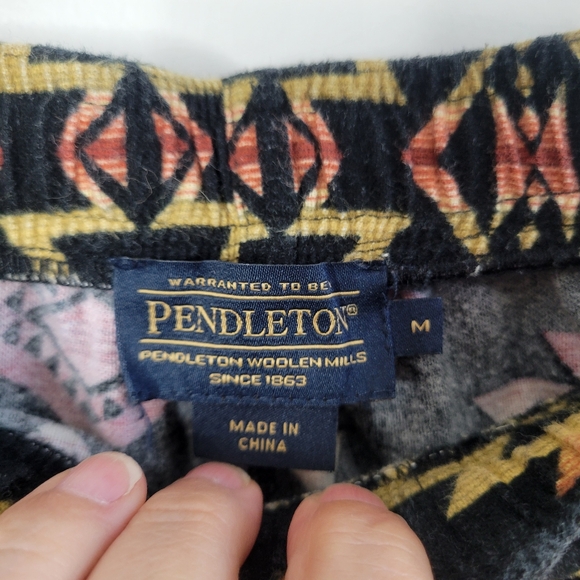 WARRANTED TO BE
PENDLETON®
PENDLETON WOOLEN MILLS
SINCE 1863
M
MADE IN
CHINA